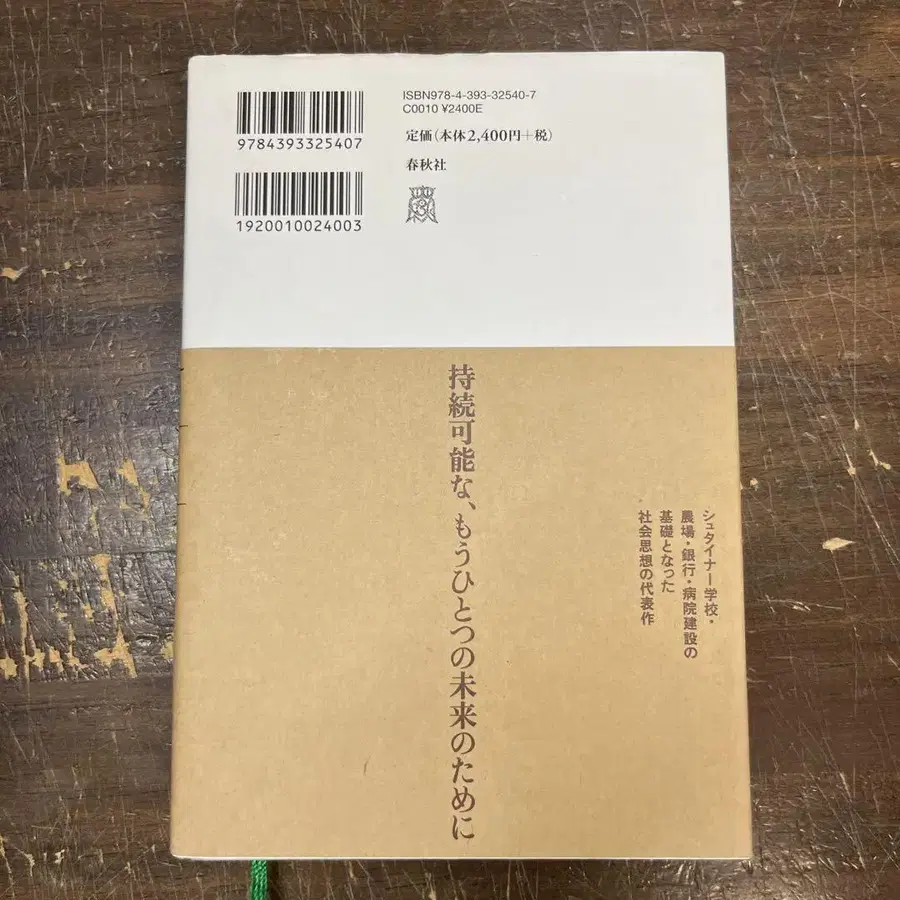 ISBN978-4-393-32540-7
C0010 ¥2400E
定価(本体2,400円+税)
春秋社
9784393325407
1920010024003
シュタイナー学校・
農場・銀行・病院建設の
基礎となった
社会思想の代表作
持続可能な、もうひとつの未来のために